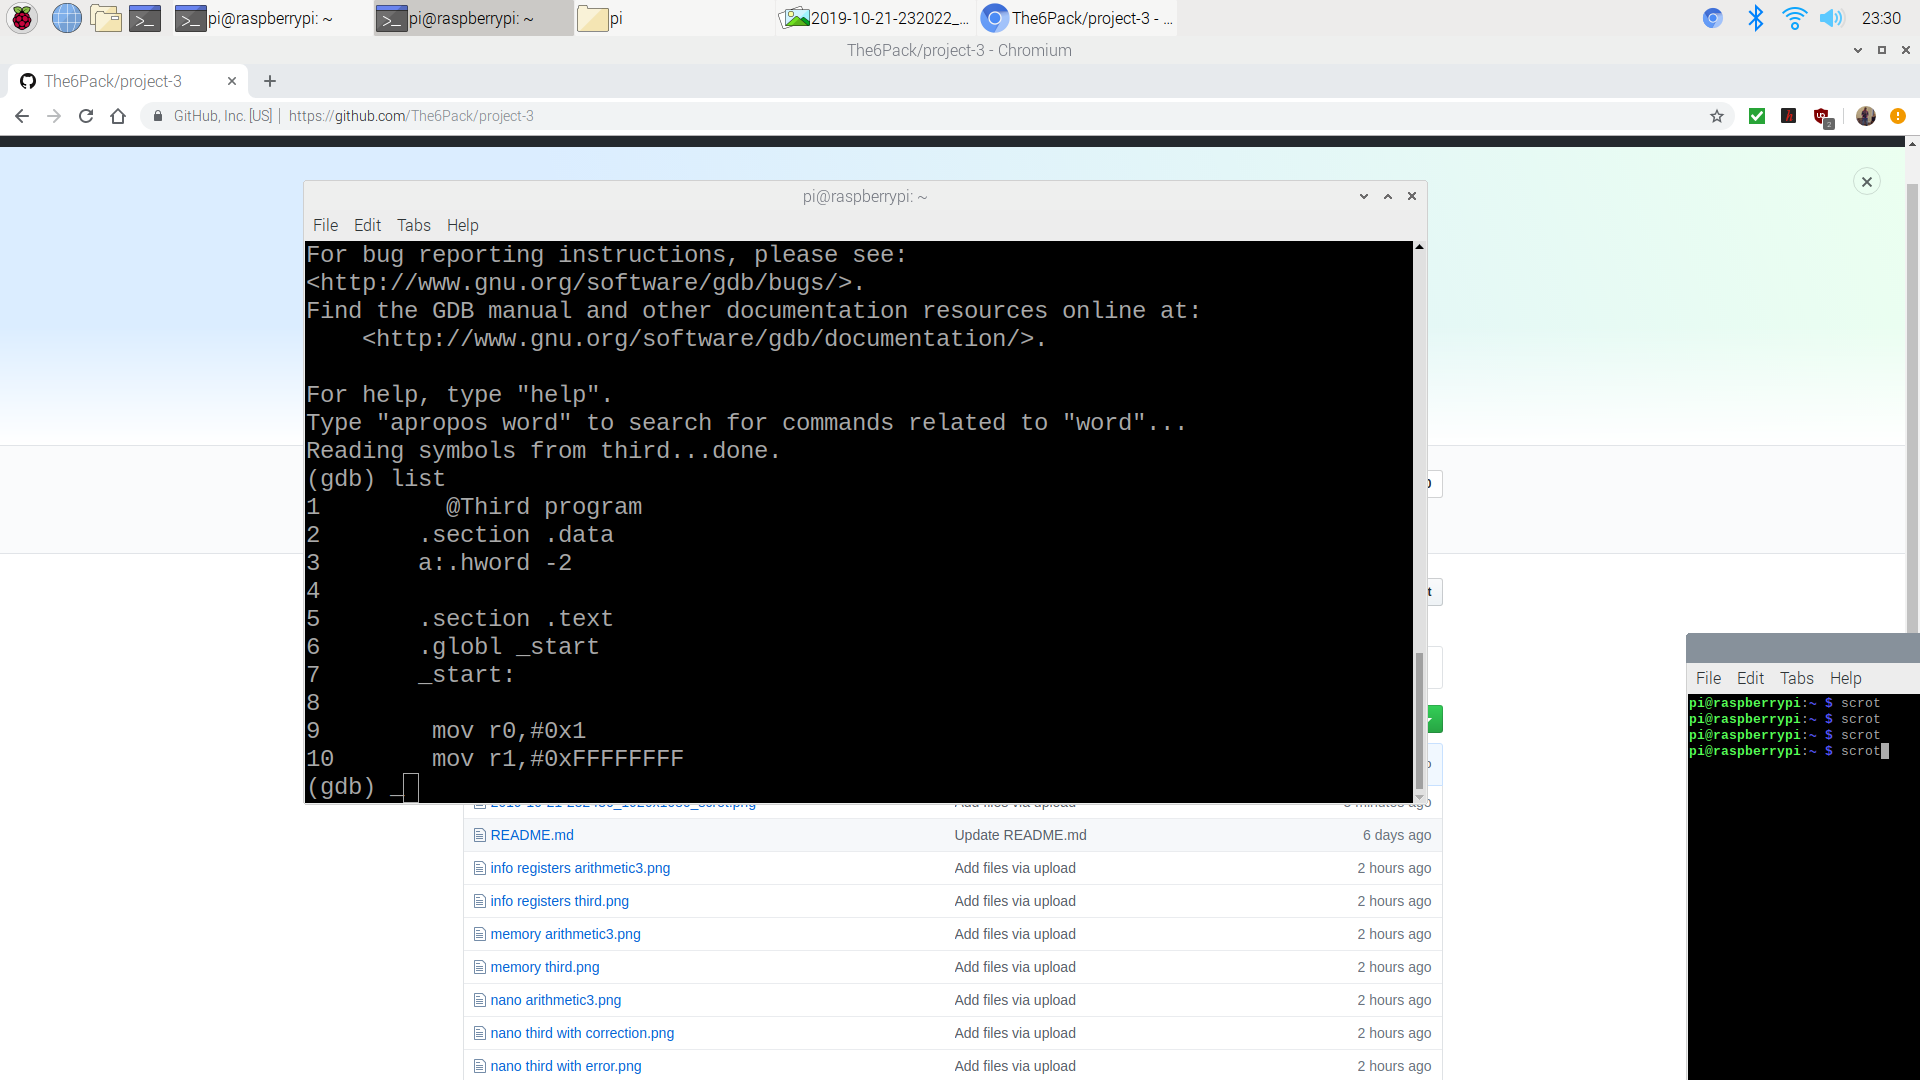 pi@raspberrypi: ~
pi@raspberrypi: ~
pi
2019-10-21-232022_...
The6Pack/project-3 - ...
23:30
The6Pack/project-3 - Chromium
The6Pack/project-3
GitHub, Inc. [US] | https://github.com/The6Pack/project-3
2
pi@raspberrypi: ~
File Edit Tabs Help
For bug reporting instructions, please see:
<http://www.gnu.org/software/gdb/bugs/>.
Find the GDB manual and other documentation resources online at:
    <http://www.gnu.org/software/gdb/documentation/>.
For help, type "help".
Type "apropos word" to search for commands related to "word"...
Reading symbols from third...done.
(gdb) list
1         @Third program
2       .section .data
3       a:.hword -2
4
5       .section .text
6       .globl _start
7       _start:
8
9        mov r0,#0x1
10       mov r1,#0xFFFFFFFF
(gdb) _
README.md Update README.md 6 days ago
info registers arithmetic3.png Add files via upload 2 hours ago
info registers third.png Add files via upload 2 hours ago
memory arithmetic3.png Add files via upload 2 hours ago
memory third.png Add files via upload 2 hours ago
nano arithmetic3.png Add files via upload 2 hours ago
nano third with correction.png Add files via upload 2 hours ago
nano third with error.png Add files via upload 2 hours ago
File Edit Tabs Help
pi@raspberrypi:~ $ scrot
pi@raspberrypi:~ $ scrot
pi@raspberrypi:~ $ scrot
pi@raspberrypi:~ $ scrot